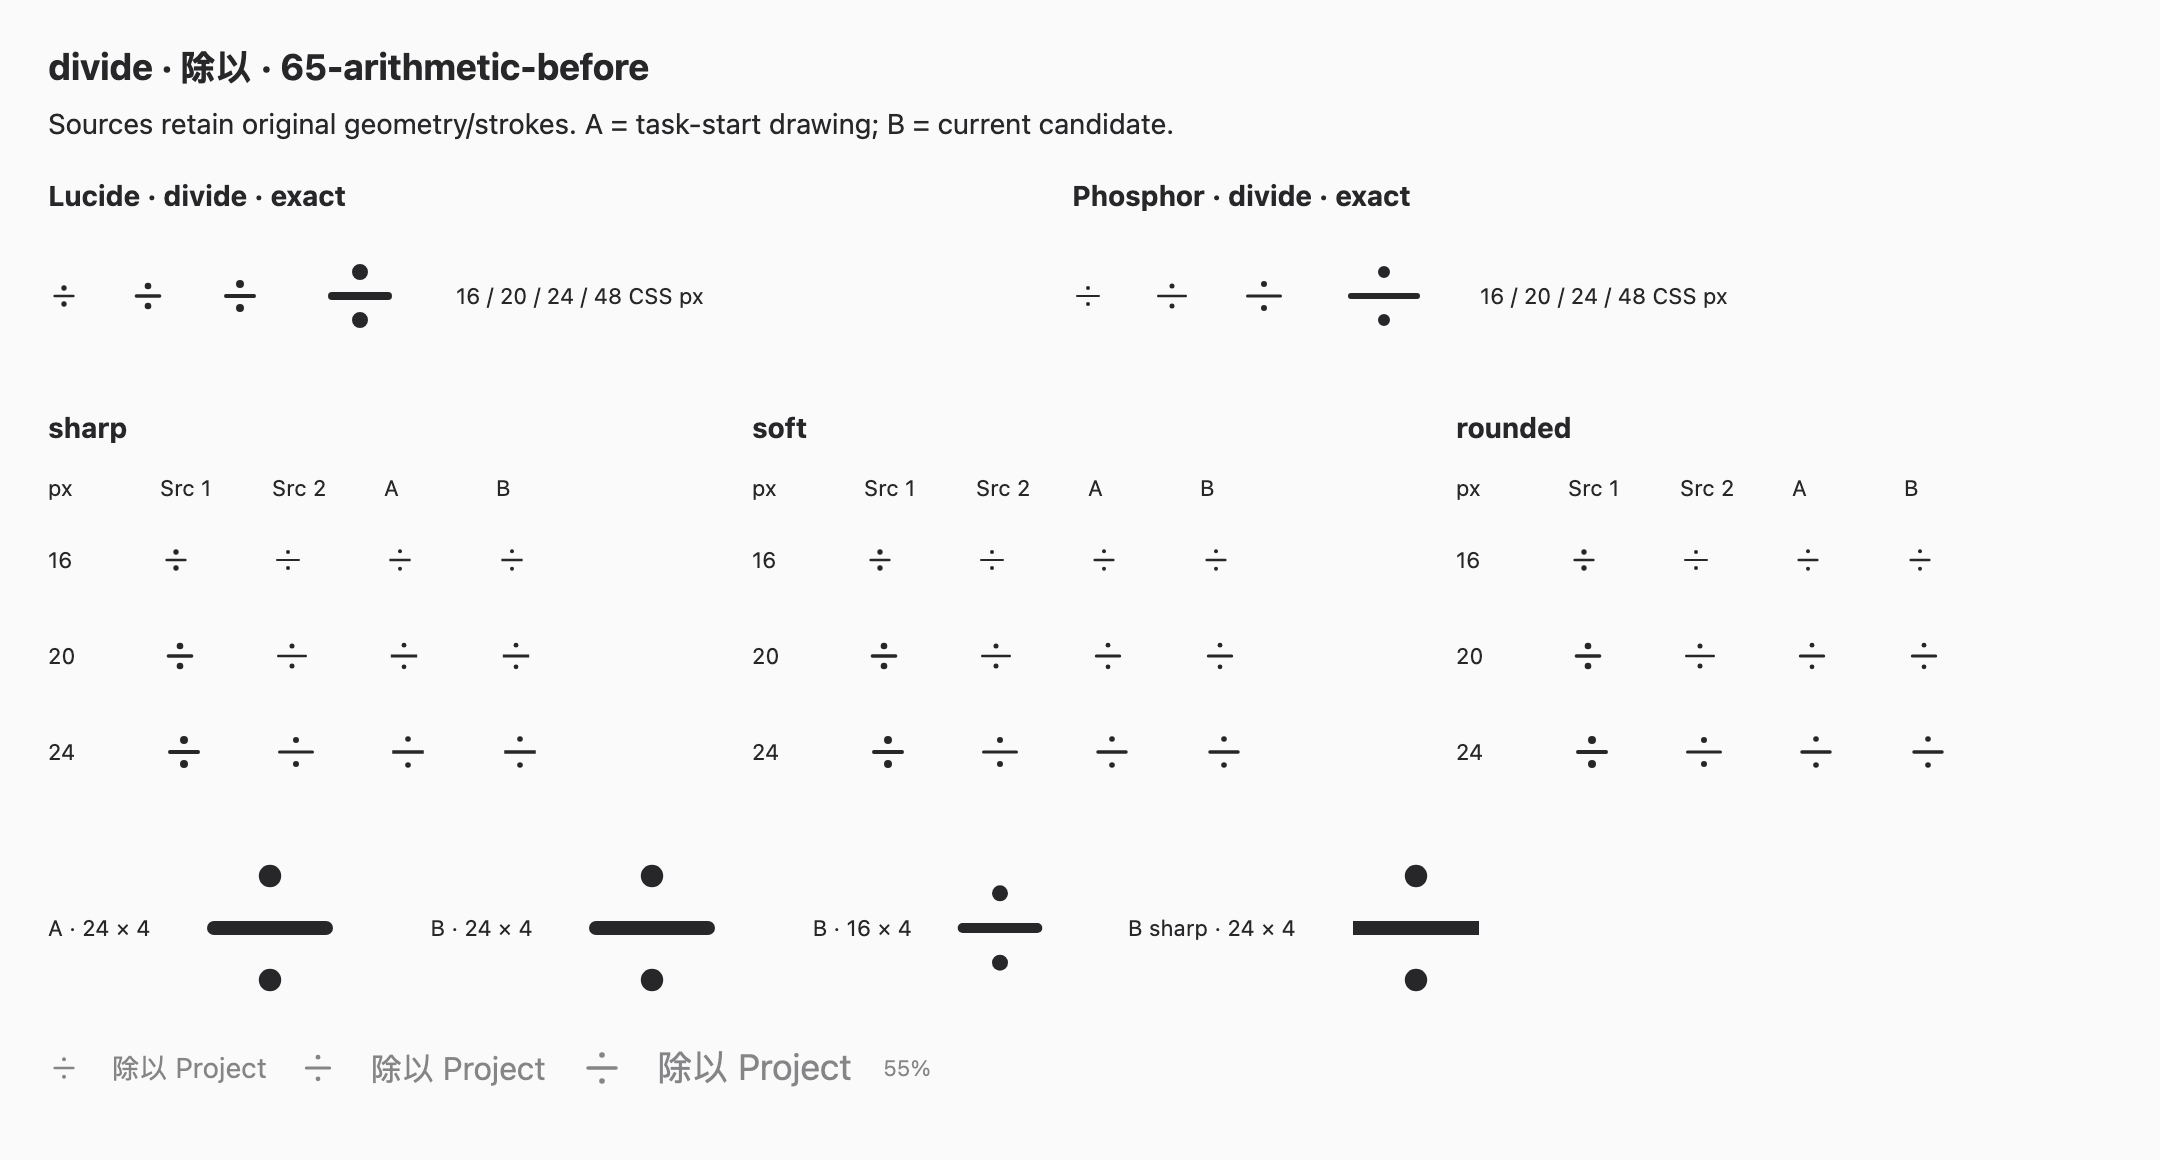 divide · 除以 · 65-arithmetic-before
Sources retain original geometry/strokes. A = task-start drawing; B = current candidate.
Lucide · divide · exact
16 / 20 / 24 / 48 CSS px
Phosphor · divide · exact
16 / 20 / 24 / 48 CSS px
sharp
px Src 1 Src 2 A B
16
20
24
soft
px Src 1 Src 2 A B
16
20
24
rounded
px Src 1 Src 2 A B
16
20
24
A · 24 × 4
B · 24 × 4
B · 16 × 4
B sharp · 24 × 4
除以 Project 除以 Project 除以 Project 55%